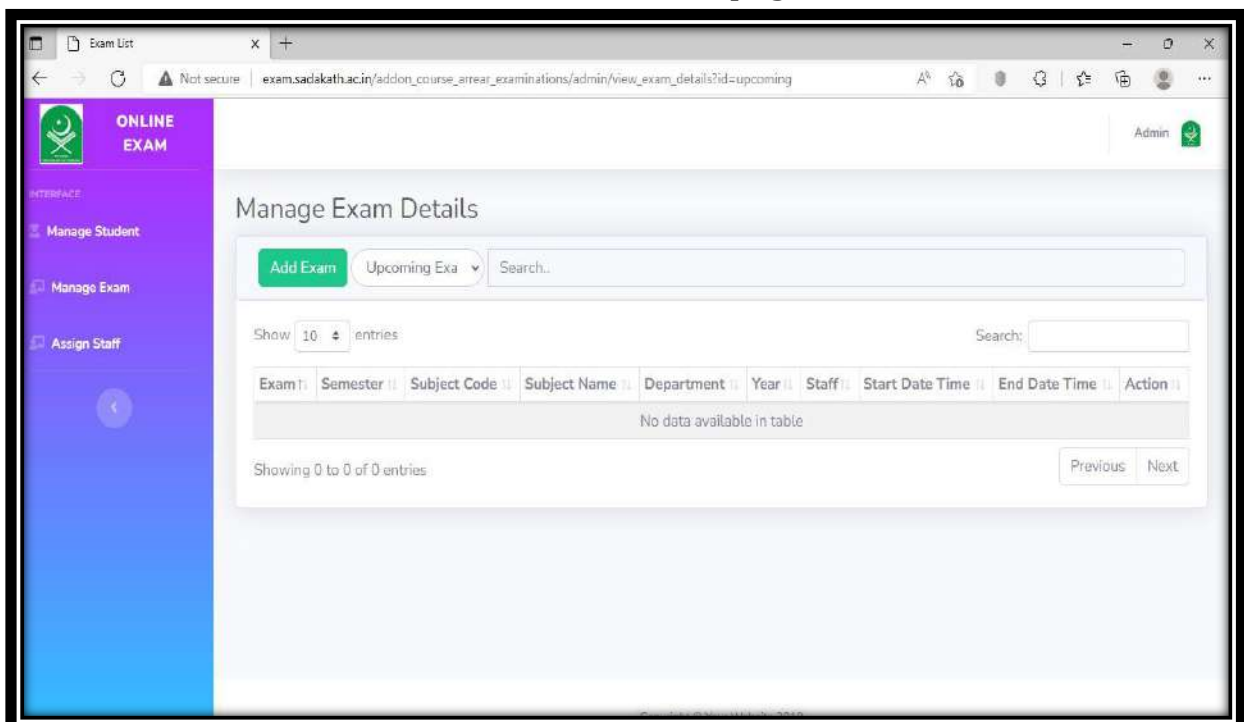 Exam List
Not secure exam.sadakath.ac.in/addon_course_arrear_examinations/admin/view_exam_details?id=upcoming
ONLINE
EXAM
Admin
INTERFACE
Manage Student
Manage Exam
Assign Staff
Manage Exam Details
Add Exam Upcoming Exa Search..
Show 10 entries Search:
Exam Semester Subject Code Subject Name Department Year Staff Start Date Time End Date Time Action
No data available in table
Showing 0 to 0 of 0 entries Previous Next